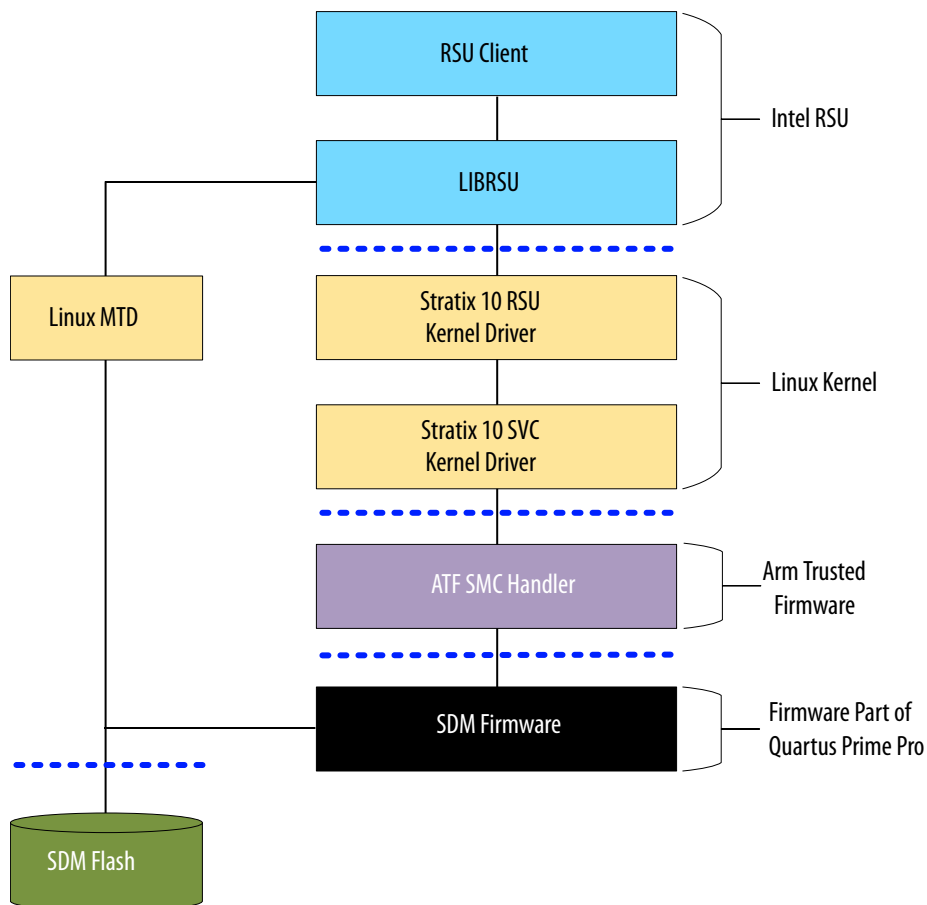 RSU Client
Intel RSU
LIBRSU
Linux MTD
Stratix 10 RSU
Kernel Driver
Linux Kernel
Stratix 10 SVC
Kernel Driver
ATF SMC Handler
Arm Trusted
Firmware
SDM Firmware
Firmware Part of
Quartus Prime Pro
SDM Flash